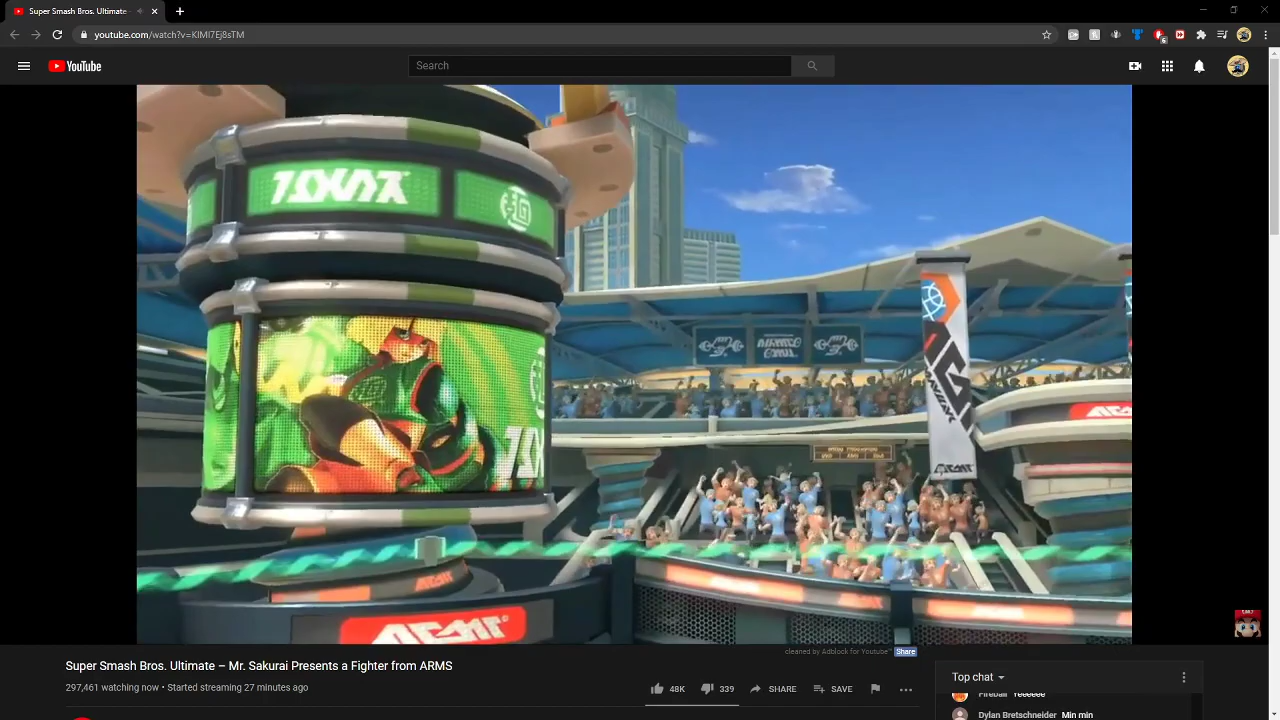 Super Smash Bros. Ultimate -
youtube.com/watch?v=KIMI7Ej8sTM
6
YouTube
Search
cleaned by Adblock for Youtube™ Share
Super Smash Bros. Ultimate – Mr. Sakurai Presents a Fighter from ARMS
297,461 watching now • Started streaming 27 minutes ago
48K
339
SHARE
SAVE
Top chat
Fireball Yeeeeee
Dylan Bretschneider Min min